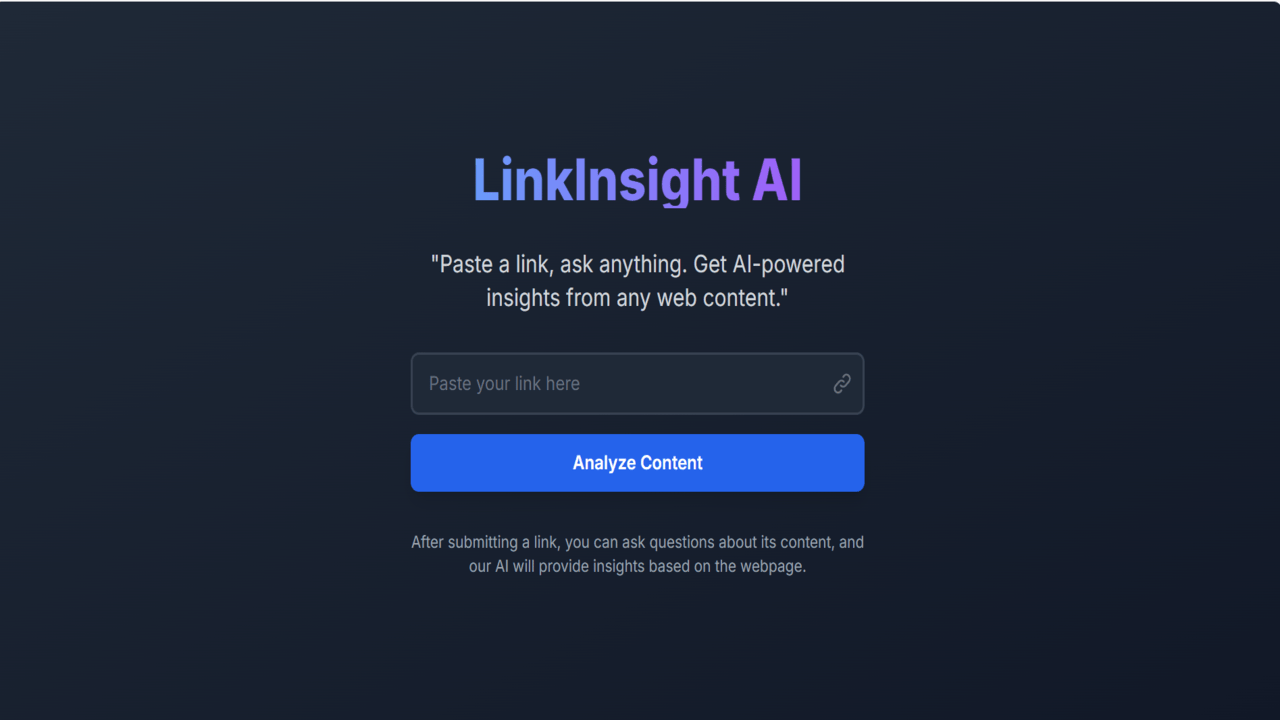 LinkInsight AI
"Paste a link, ask anything. Get AI-powered
insights from any web content."
Paste your link here
Analyze Content
After submitting a link, you can ask questions about its content, and
our AI will provide insights based on the webpage.